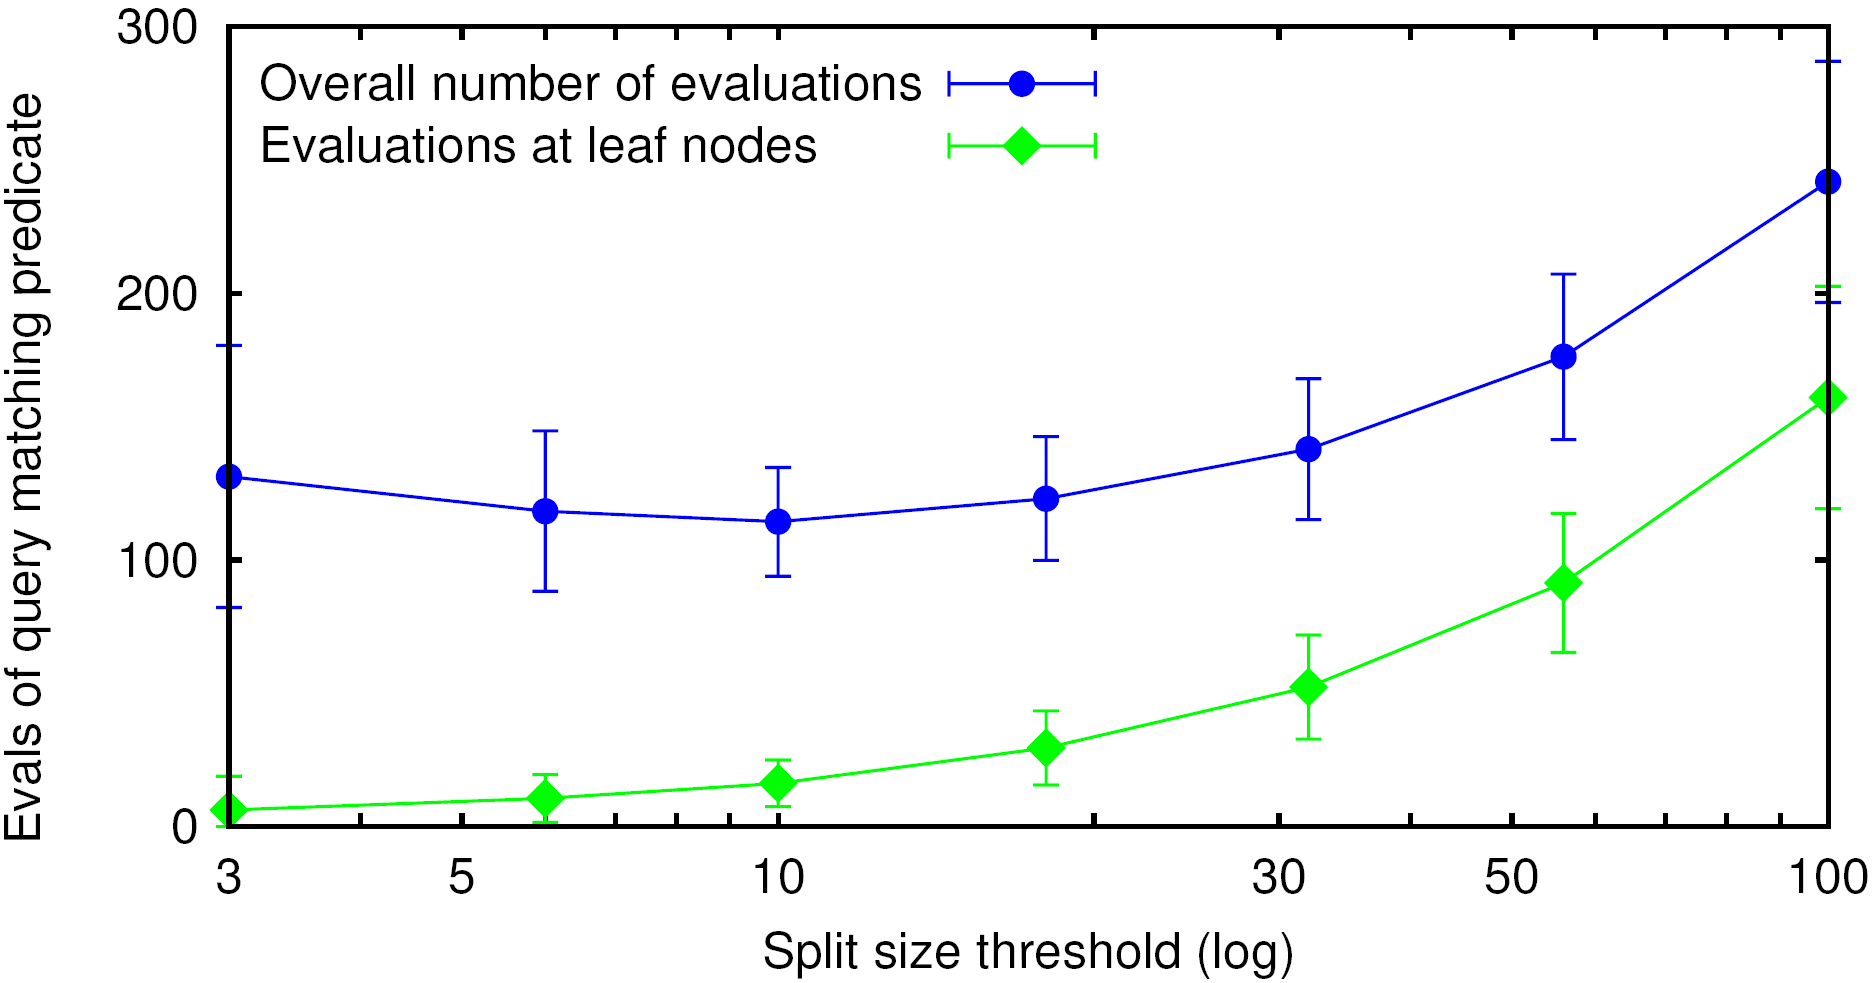 300
Overall number of evaluations
Evaluations at leaf nodes
200
100
0
Evals of query matching predicate
3 5 10 30 50 100
Split size threshold (log)